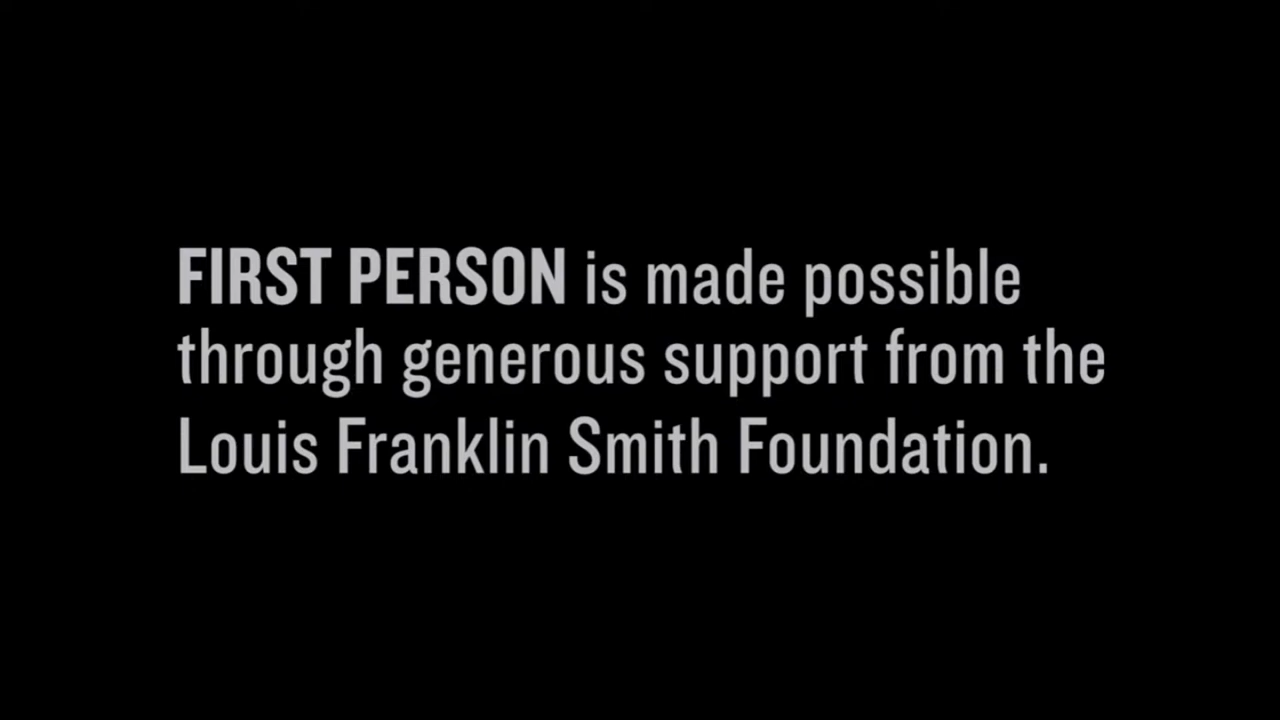 FIRST PERSON is made possible
through generous support from the
Louis Franklin Smith Foundation.